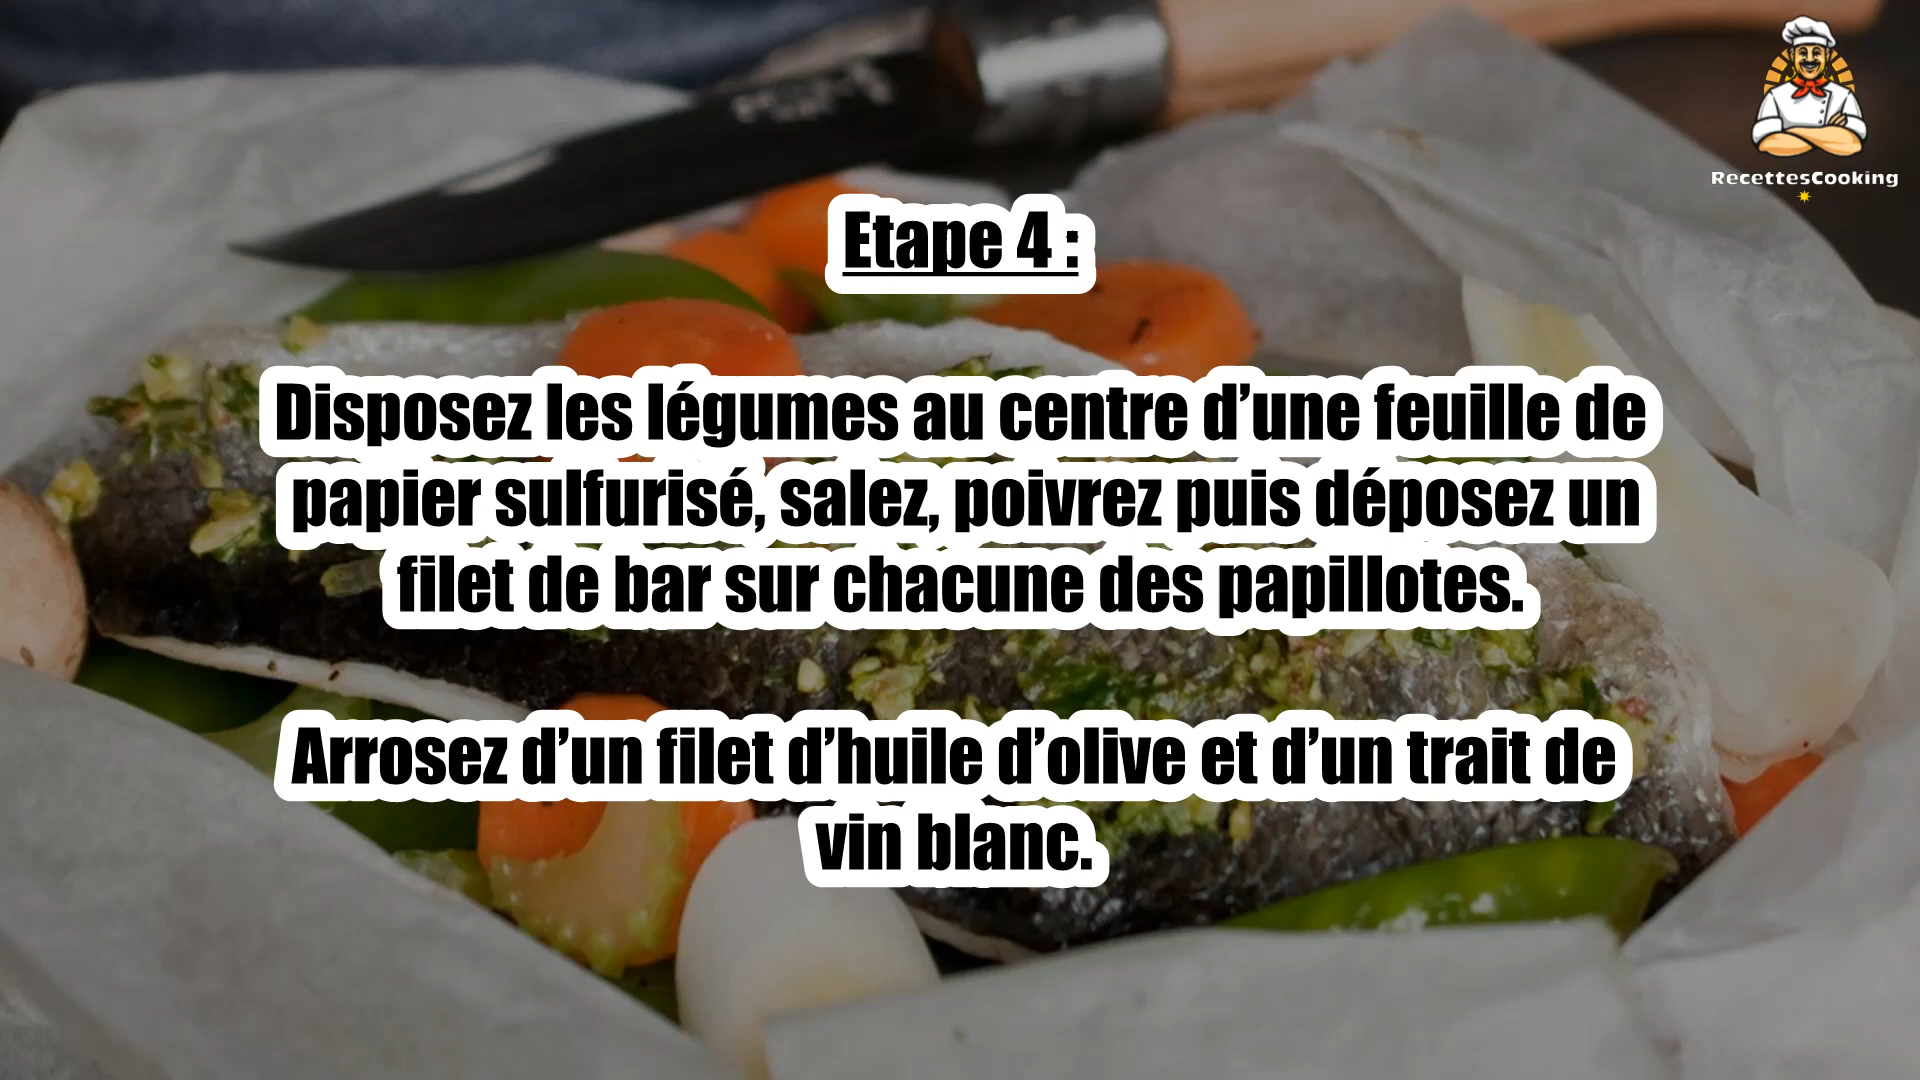 RecettesCooking
Etape 4 :
Disposez les légumes au centre d’une feuille de
papier sulfurisé, salez, poivrez puis déposez un
filet de bar sur chacune des papillotes.
Arrosez d’un filet d’huile d’olive et d’un trait de
vin blanc.